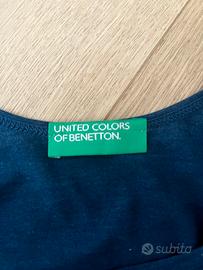 UNITED COLORS
OF BENETTON.
subito